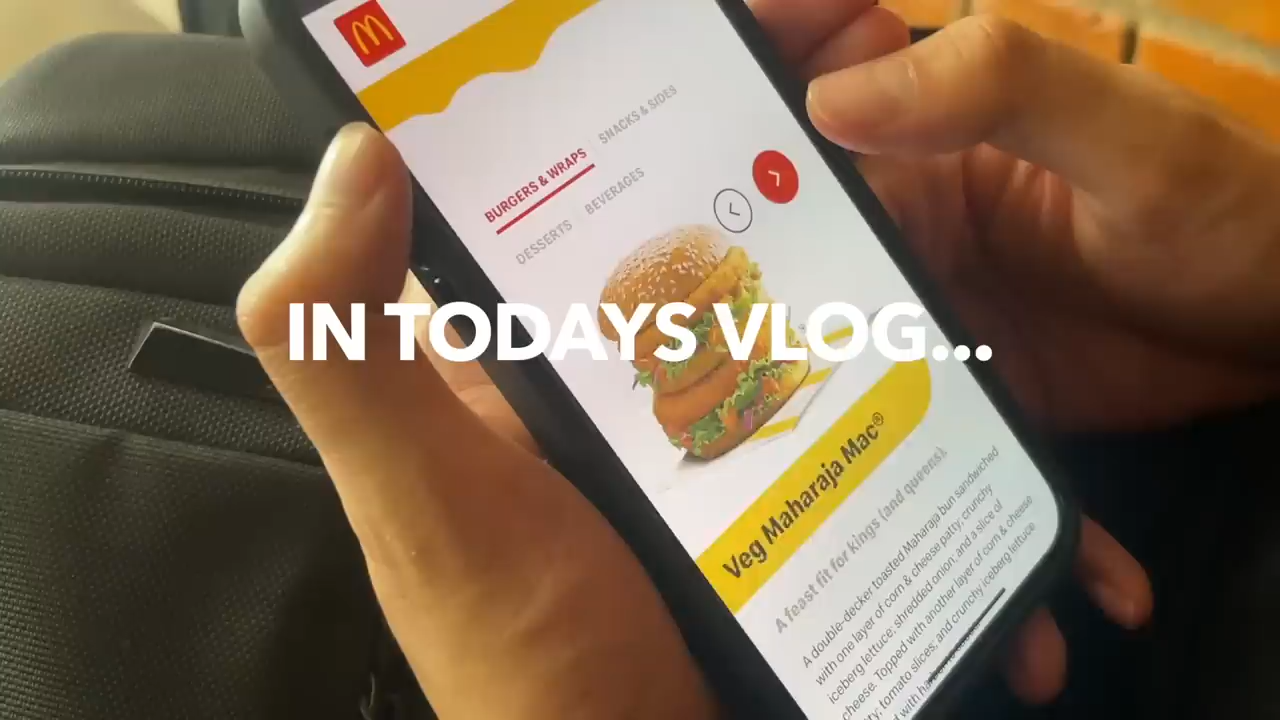 BURGERS & WRAPS
SNACKS & SIDES
DESSERTS
BEVERAGES
IN TODAYS VLOG...
Veg Maharaja Mac®
A feast fit for kings (and queens).
A double-decker toasted Maharaja bun sandwiched
with one layer of corn & cheese patty, crunchy
iceberg lettuce, shredded onion, and a slice of
cheese. Topped with another layer of corn & cheese
tomato slices, and crunchy iceberg lettuce
with